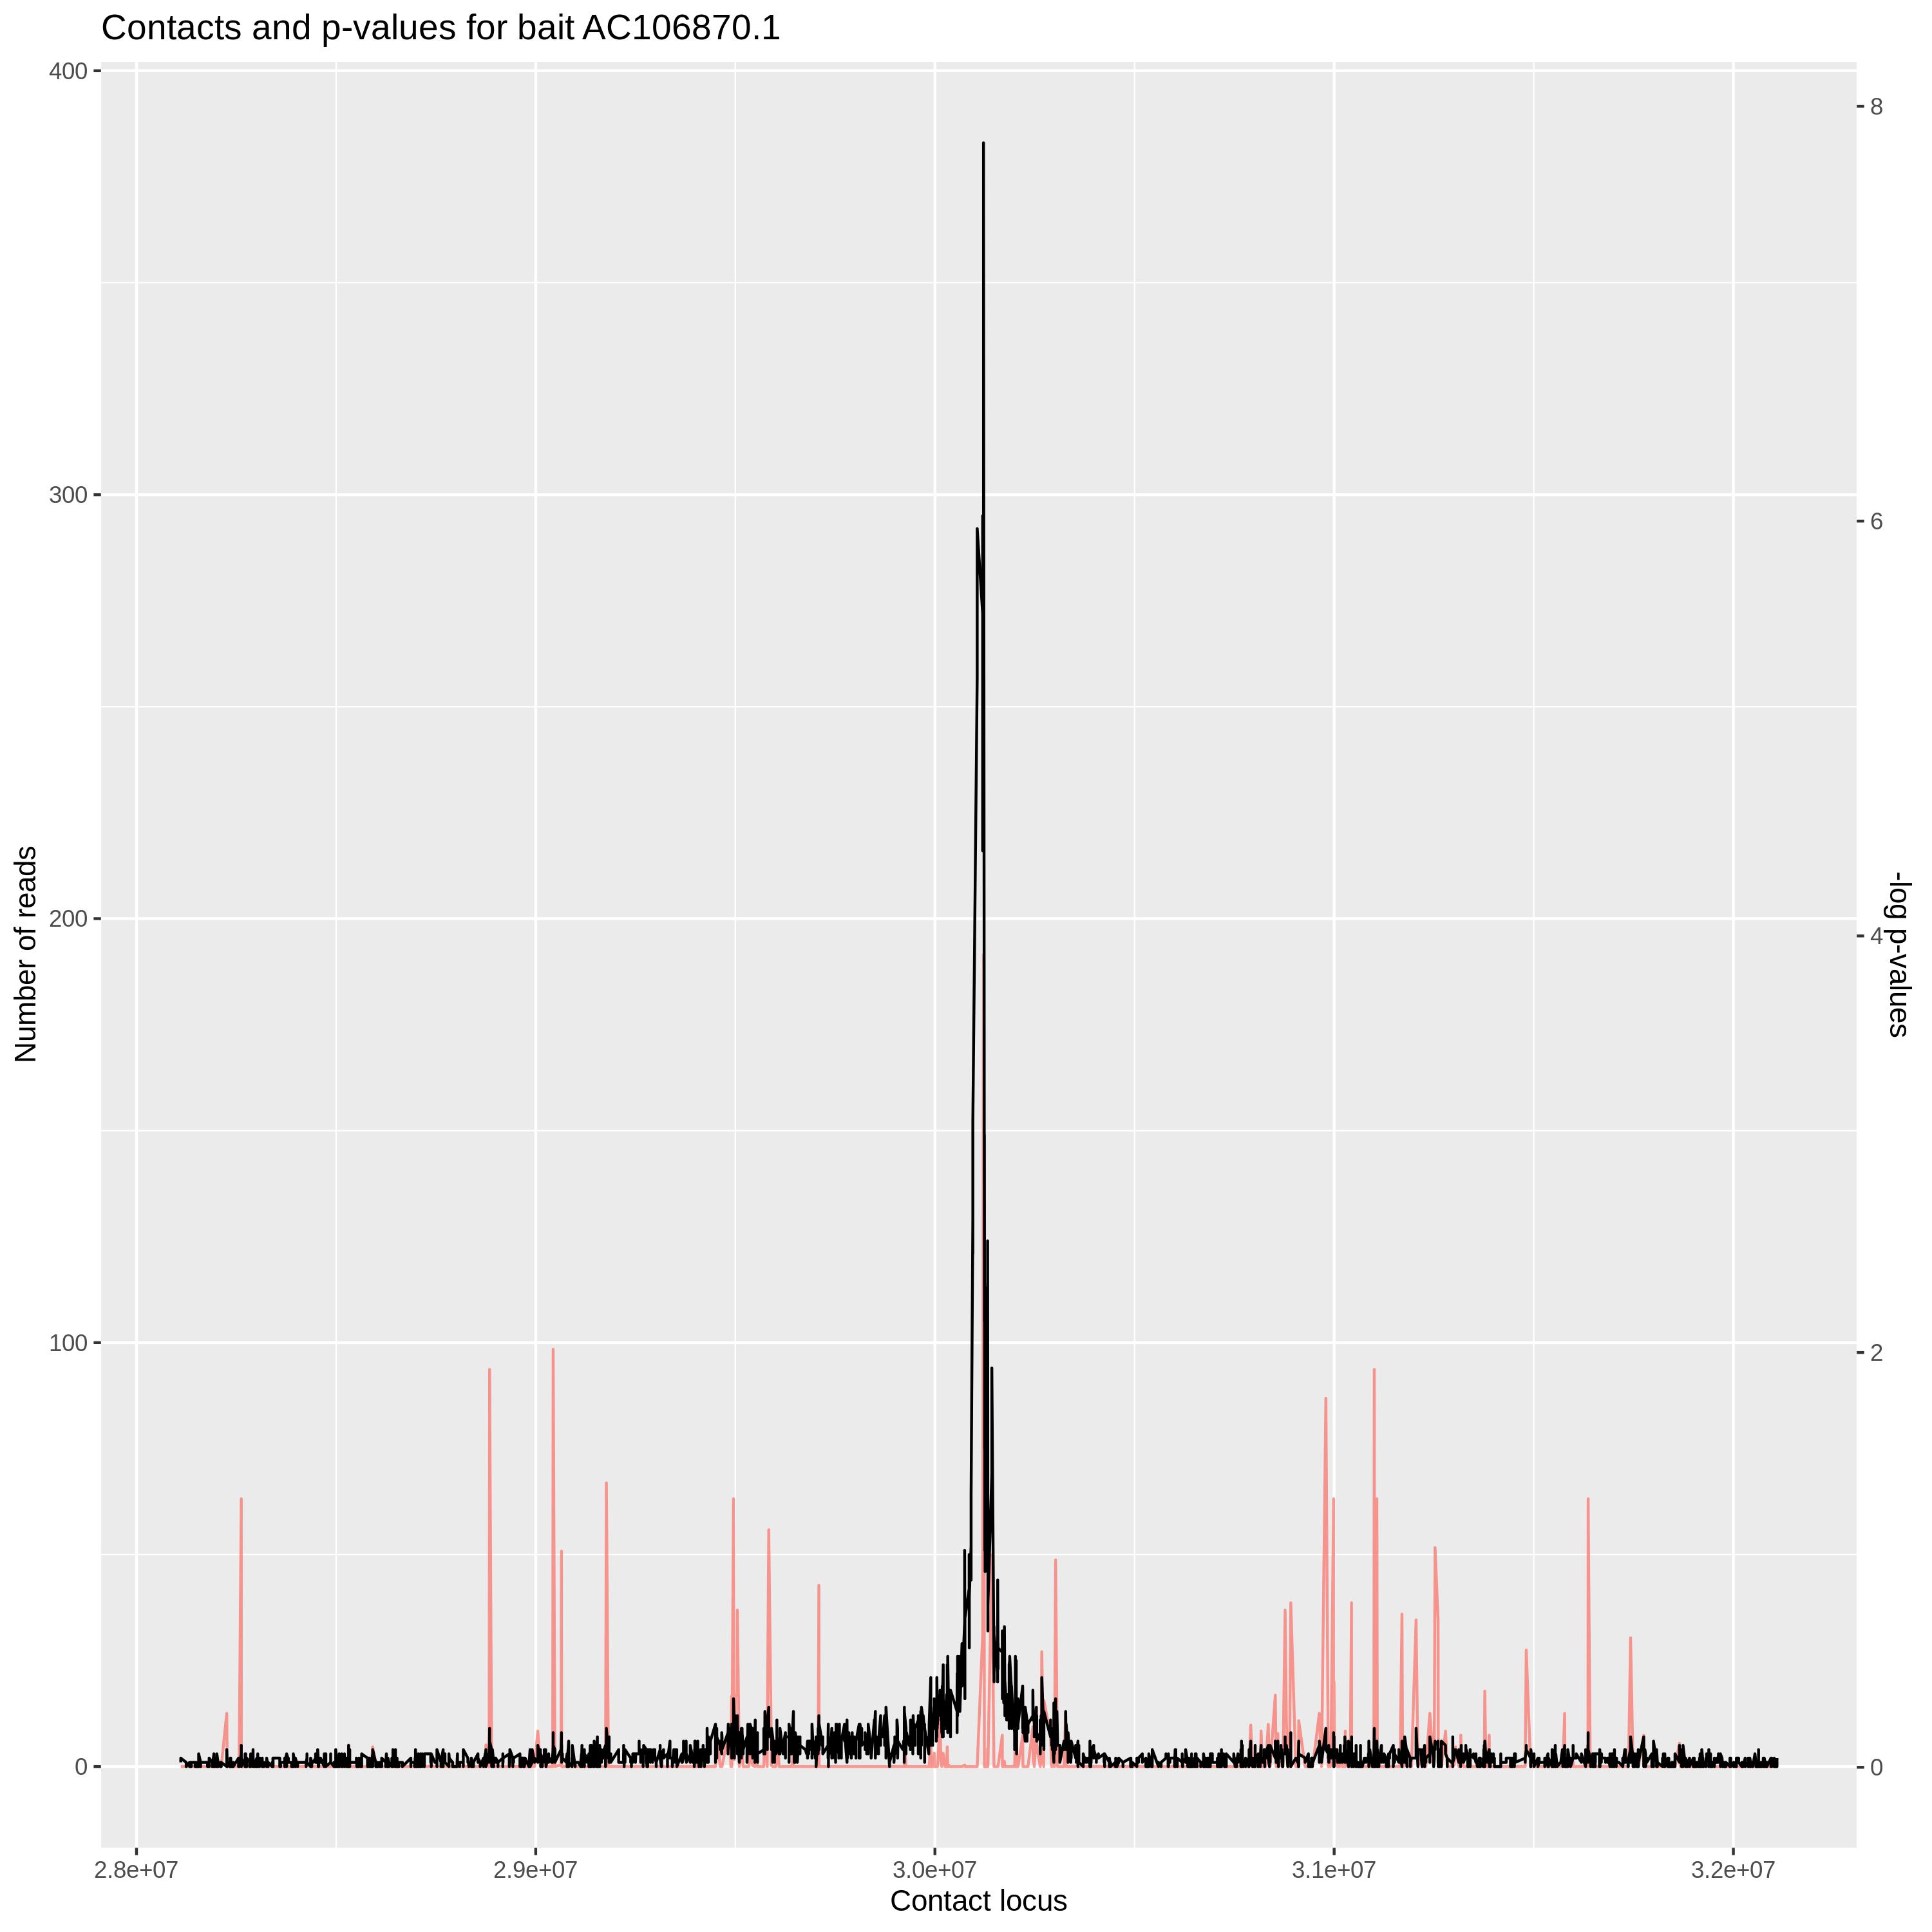 Contacts and p-values for bait AC106870.1
400
300
200
100
0
Number of reads
8
6
4
2
0
-log p-values
2.8e+07 2.9e+07 3.0e+07 3.1e+07 3.2e+07
Contact locus